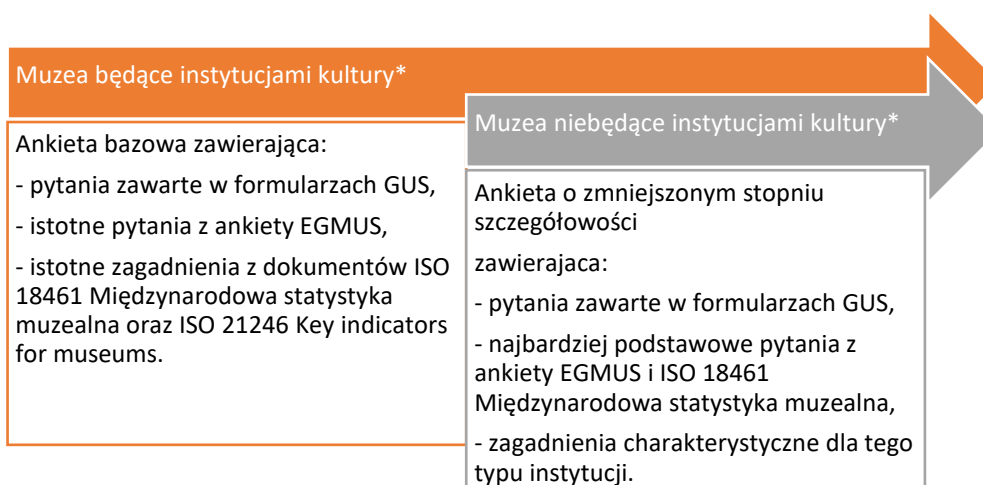 Muzea będące instytucjami kultury*
Ankieta bazowa zawierająca:
- pytania zawarte w formularzach GUS,
- istotne pytania z ankiety EGMUS,
- istotne zagadnienia z dokumentów ISO
18461 Międzynarodowa statystyka
muzealna oraz ISO 21246 Key indicators
for museums.
Muzea niebędące instytucjami kultury*
Ankieta o zmniejszonym stopniu
szczegółowości
zawierajaca:
- pytania zawarte w formularzach GUS,
- najbardziej podstawowe pytania z
ankiety EGMUS i ISO 18461
Międzynarodowa statystyka muzealna,
- zagadnienia charakterystyczne dla tego
typu instytucji.